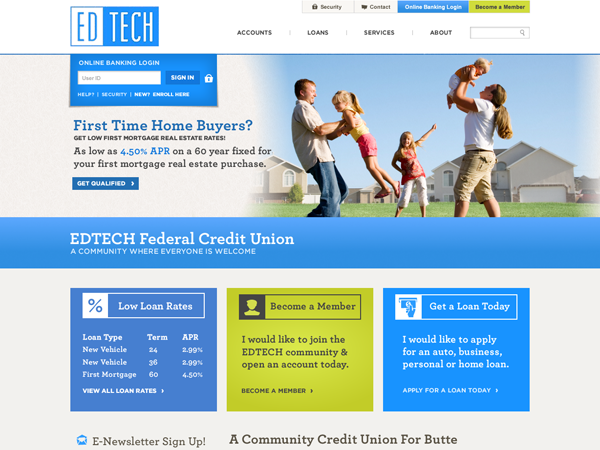 Security
Contact
Online Banking Login
Become a Member
ED TECH
ACCOUNTS
LOANS
SERVICES
ABOUT
ONLINE BANKING LOGIN
User ID
SIGN IN
HELP? | SECURITY | NEW? ENROLL HERE
First Time Home Buyers?
GET LOW FIRST MORTGAGE REAL ESTATE RATES!
As low as 4.50% APR on a 60 year fixed for
your first mortgage real estate purchase.
GET QUALIFIED
EDTECH Federal Credit Union
A COMMUNITY WHERE EVERYONE IS WELCOME
% Low Loan Rates
Loan Type Term APR
New Vehicle 24 2.99%
New Vehicle 36 2.99%
First Mortgage 60 4.50%
VIEW ALL LOAN RATES
Become a Member
I would like to join the
EDTECH community &
open an account today.
BECOME A MEMBER
Get a Loan Today
I would like to apply
for an auto, business,
personal or home loan.
APPLY FOR A LOAN TODAY
E-Newsletter Sign Up!
A Community Credit Union For Butte